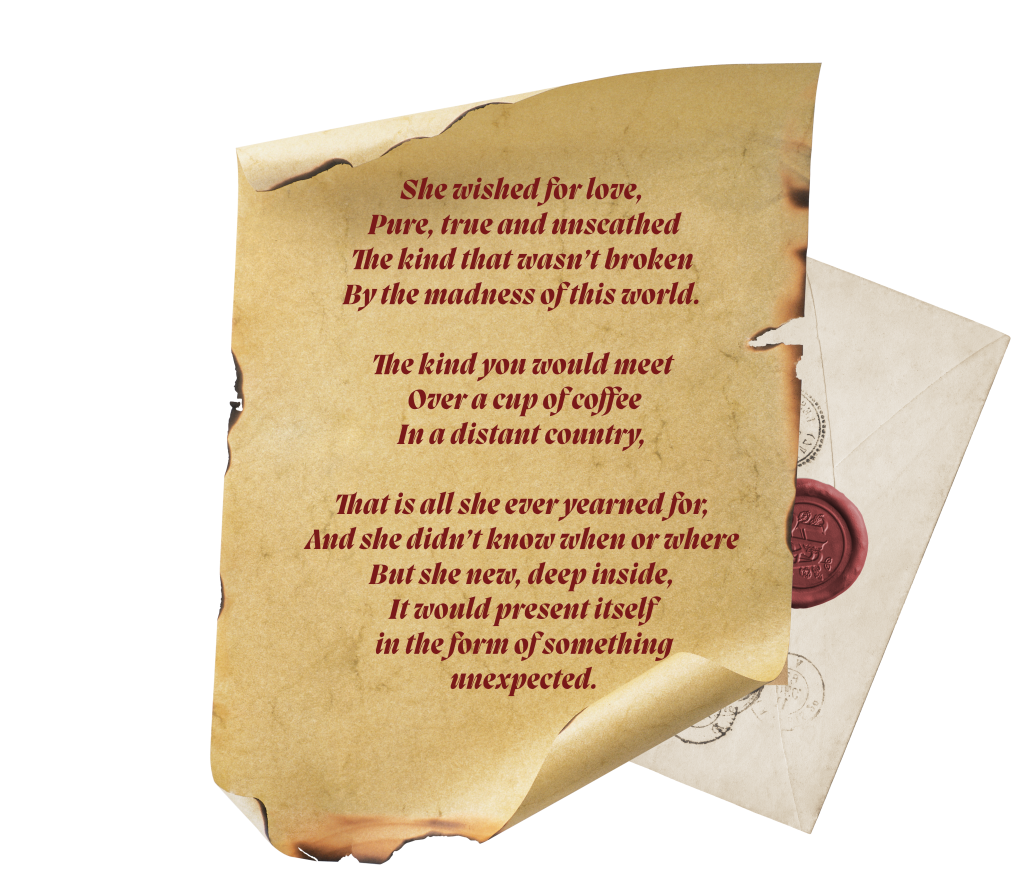 She wished for love,
Pure, true and unscathed
The kind that wasn't broken
By the madness of this world.
The kind you would meet
Over a cup of coffee
In a distant country,
That is all she ever yearned for,
And she didn't know when or where
But she new, deep inside,
It would present itself
in the form of something
unexpected.